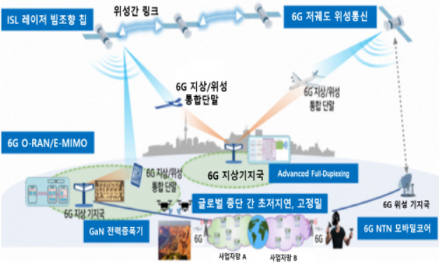 ISL 레이저 빔조향 칩
위성간 링크
6G 저궤도 위성통신
6G 지상/위성
통합단말
6G 지상/위성
통합 단말
6G O-RAN/E-MIMO
6G 지상/위성
통합 단말
6G 지상기지국
Advanced Full-Duplexing
6G 지상 기지국
글로벌 종단 간 초저지연, 고정밀
6G 위성 기지국
GaN 전력증폭기
6G
사업자망 A
사업자망 B
6G
6G NTN 모바일코어